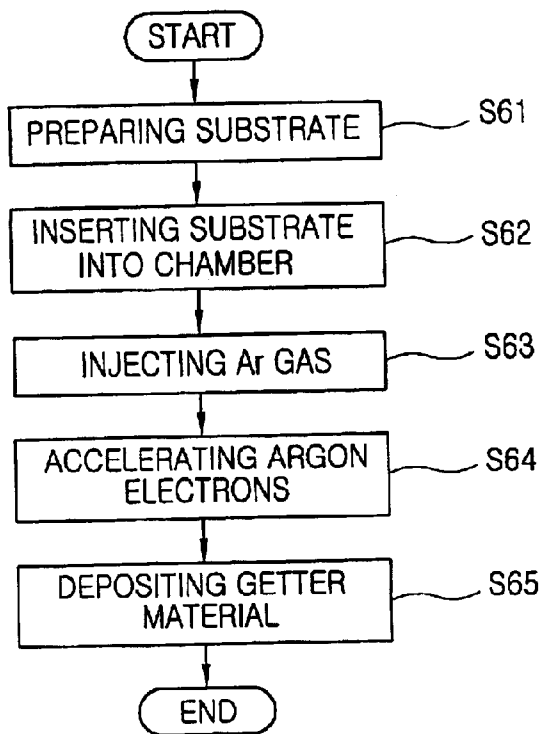 START
PREPARING SUBSTRATE
S61
INSERTING SUBSTRATE
INTO CHAMBER
S62
INJECTING Ar GAS
S63
ACCELERATING ARGON
ELECTRONS
S64
DEPOSITING GETTER
MATERIAL
S65
END